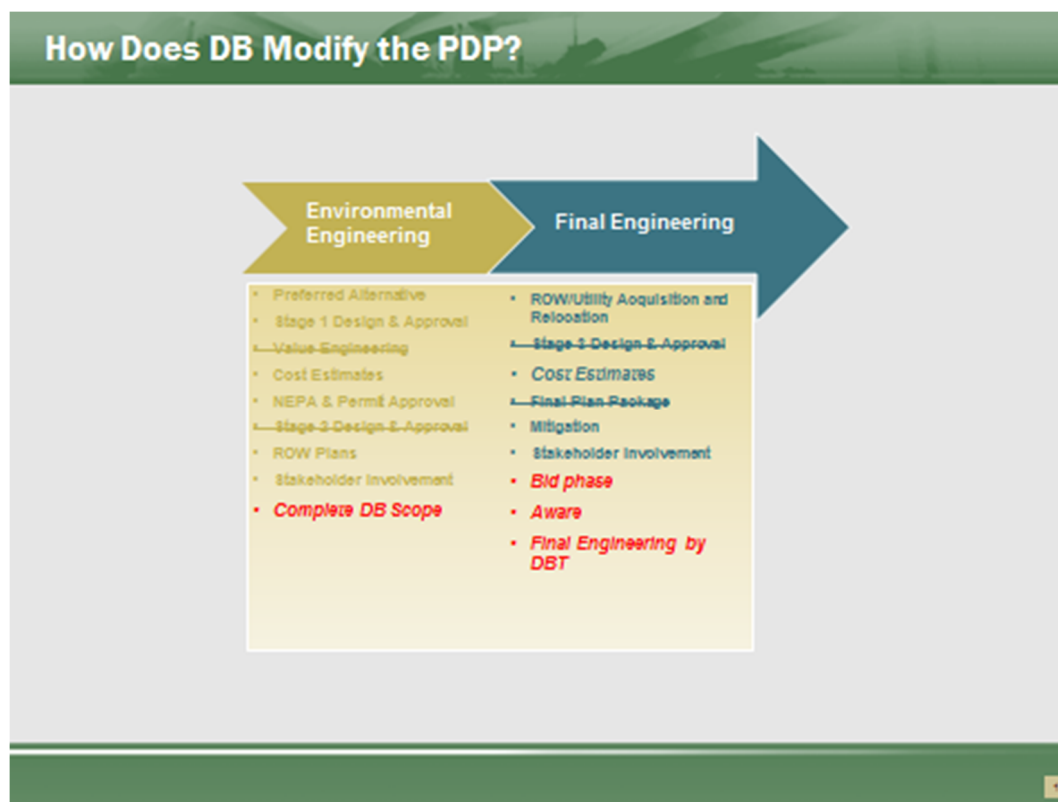 How Does DB Modify the PDP?
Environmental
Engineering
Final Engineering
• Preferred Alternative
• Stage 1 Design & Approval
• Value Engineering
• Cost Estimates
• NEPA & Permit Approval
• Stage 2 Design & Approval
• ROW Plans
• Stakeholder Involvement
• Complete DB Scope
• ROW/Utility Acquisition and
Relocation
• Stage 3 Design & Approval
• Cost Estimates
• Final Plan Package
• Mitigation
• Stakeholder Involvement
• Bid phase
• Aware
• Final Engineering by
DBT